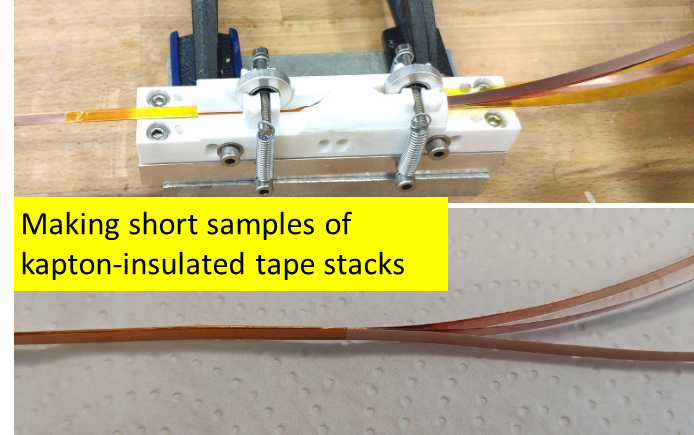 Making short samples of
kapton-insulated tape stacks